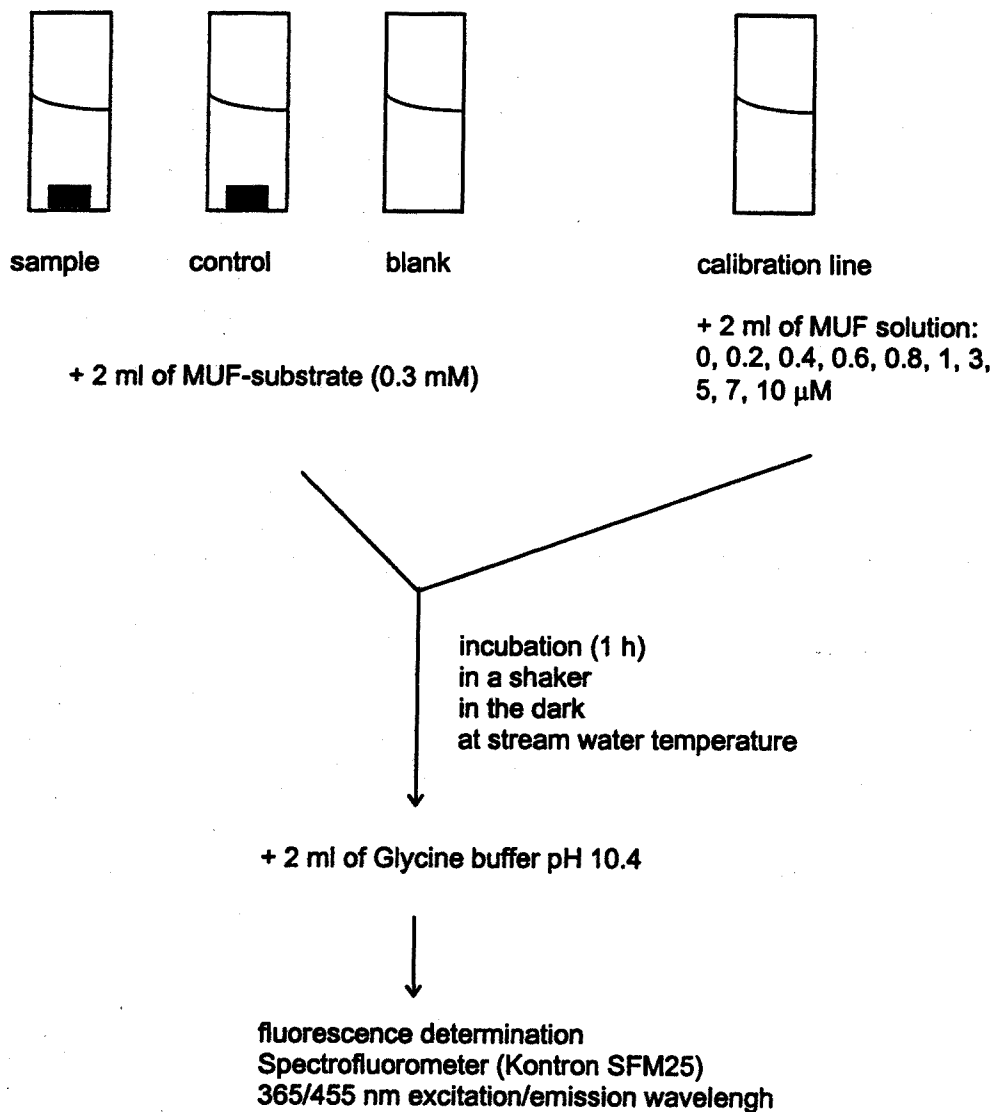 sample
control
blank
calibration line
+ 2 ml of MUF-substrate (0.3 mM)
+ 2 ml of MUF solution:
0, 0.2, 0.4, 0.6, 0.8, 1, 3,
5, 7, 10 μM
incubation (1 h)
in a shaker
in the dark
at stream water temperature
+ 2 ml of Glycine buffer pH 10.4
fluorescence determination
Spectrofluorometer (Kontron SFM25)
365/455 nm excitation/emission wavelengh